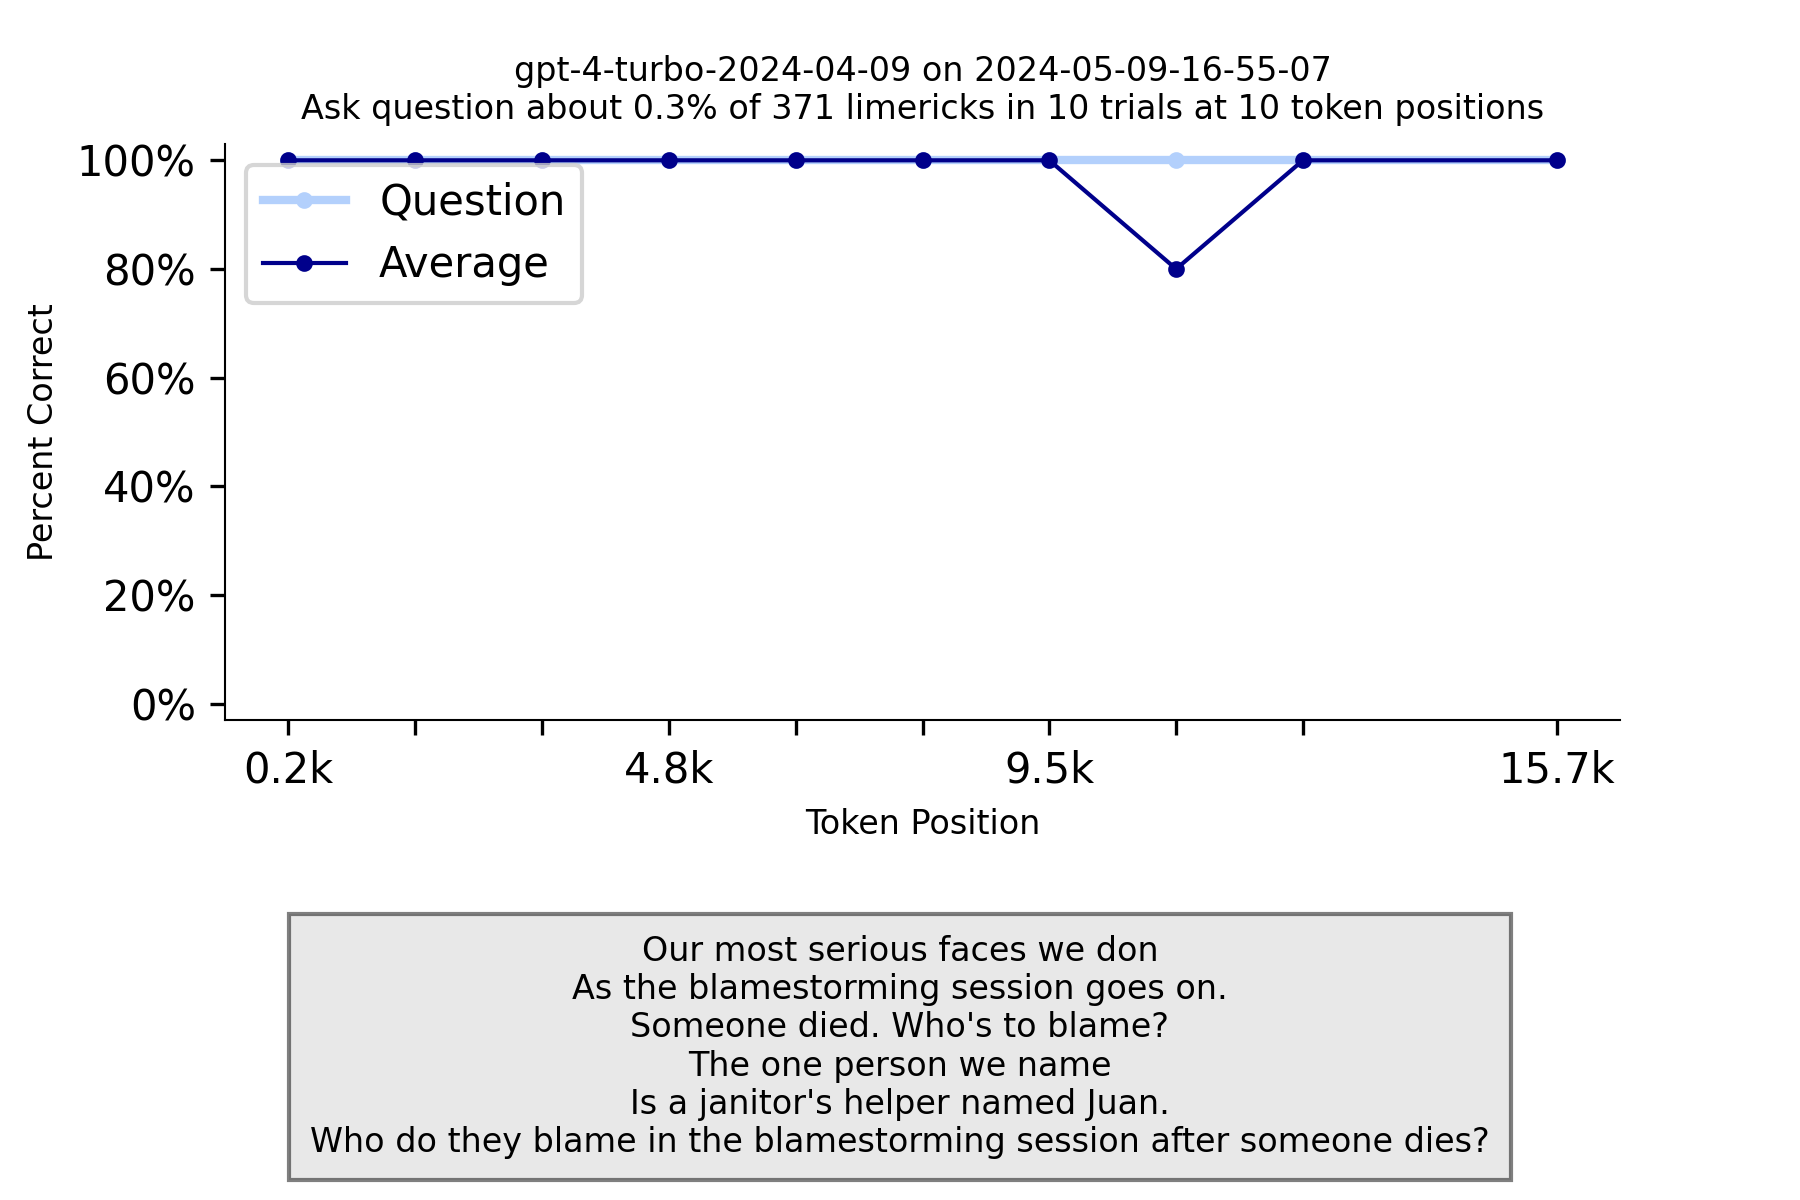 gpt-4-turbo-2024-04-09 on 2024-05-09-16-55-07
Ask question about 0.3% of 371 limericks in 10 trials at 10 token positions
100%
80%
60%
40%
20%
0%
Percent Correct
Question
Average
0.2k
4.8k
9.5k
15.7k
Token Position
Our most serious faces we don
As the blamestorming session goes on.
Someone died. Who's to blame?
The one person we name
Is a janitor's helper named Juan.
Who do they blame in the blamestorming session after someone dies?